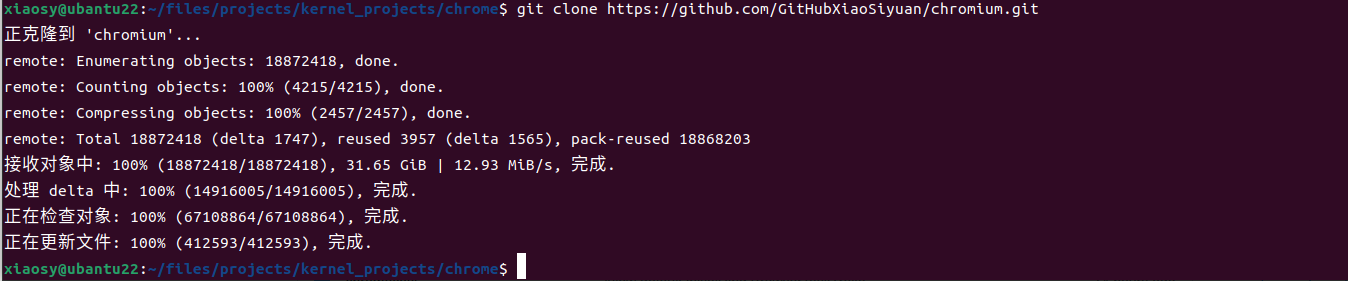 xiaosy@ubantu22:~/files/projects/kernel_projects/chrome$ git clone https://github.com/GitHubXiaoSiyuan/chromium.git
正克隆到 'chromium'...
remote: Enumerating objects: 18872418, done.
remote: Counting objects: 100% (4215/4215), done.
remote: Compressing objects: 100% (2457/2457), done.
remote: Total 18872418 (delta 1747), reused 3957 (delta 1565), pack-reused 18868203
接收对象中: 100% (18872418/18872418), 31.65 GiB | 12.93 MiB/s, 完成.
处理 delta 中: 100% (14916005/14916005), 完成.
正在检查对象: 100% (67108864/67108864), 完成.
正在更新文件: 100% (412593/412593), 完成.
xiaosy@ubantu22:~/files/projects/kernel_projects/chrome$